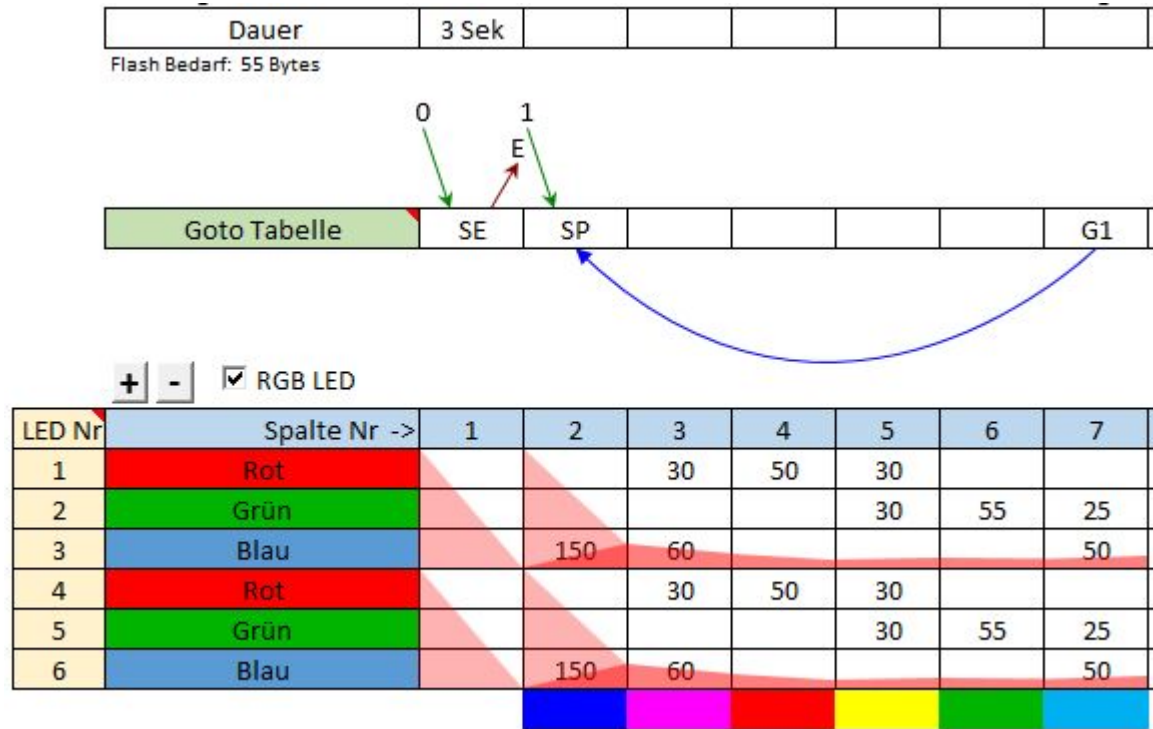 Dauer 3 Sek
Flash Bedarf: 55 Bytes
0 1
E
Goto Tabelle SE SP G1
+ - RGB LED
LED Nr Spalte Nr -> 1 2 3 4 5 6 7
1 Rot 30 50 30
2 Grün 30 55 25
3 Blau 150 60 50
4 Rot 30 50 30
5 Grün 30 55 25
6 Blau 150 60 50